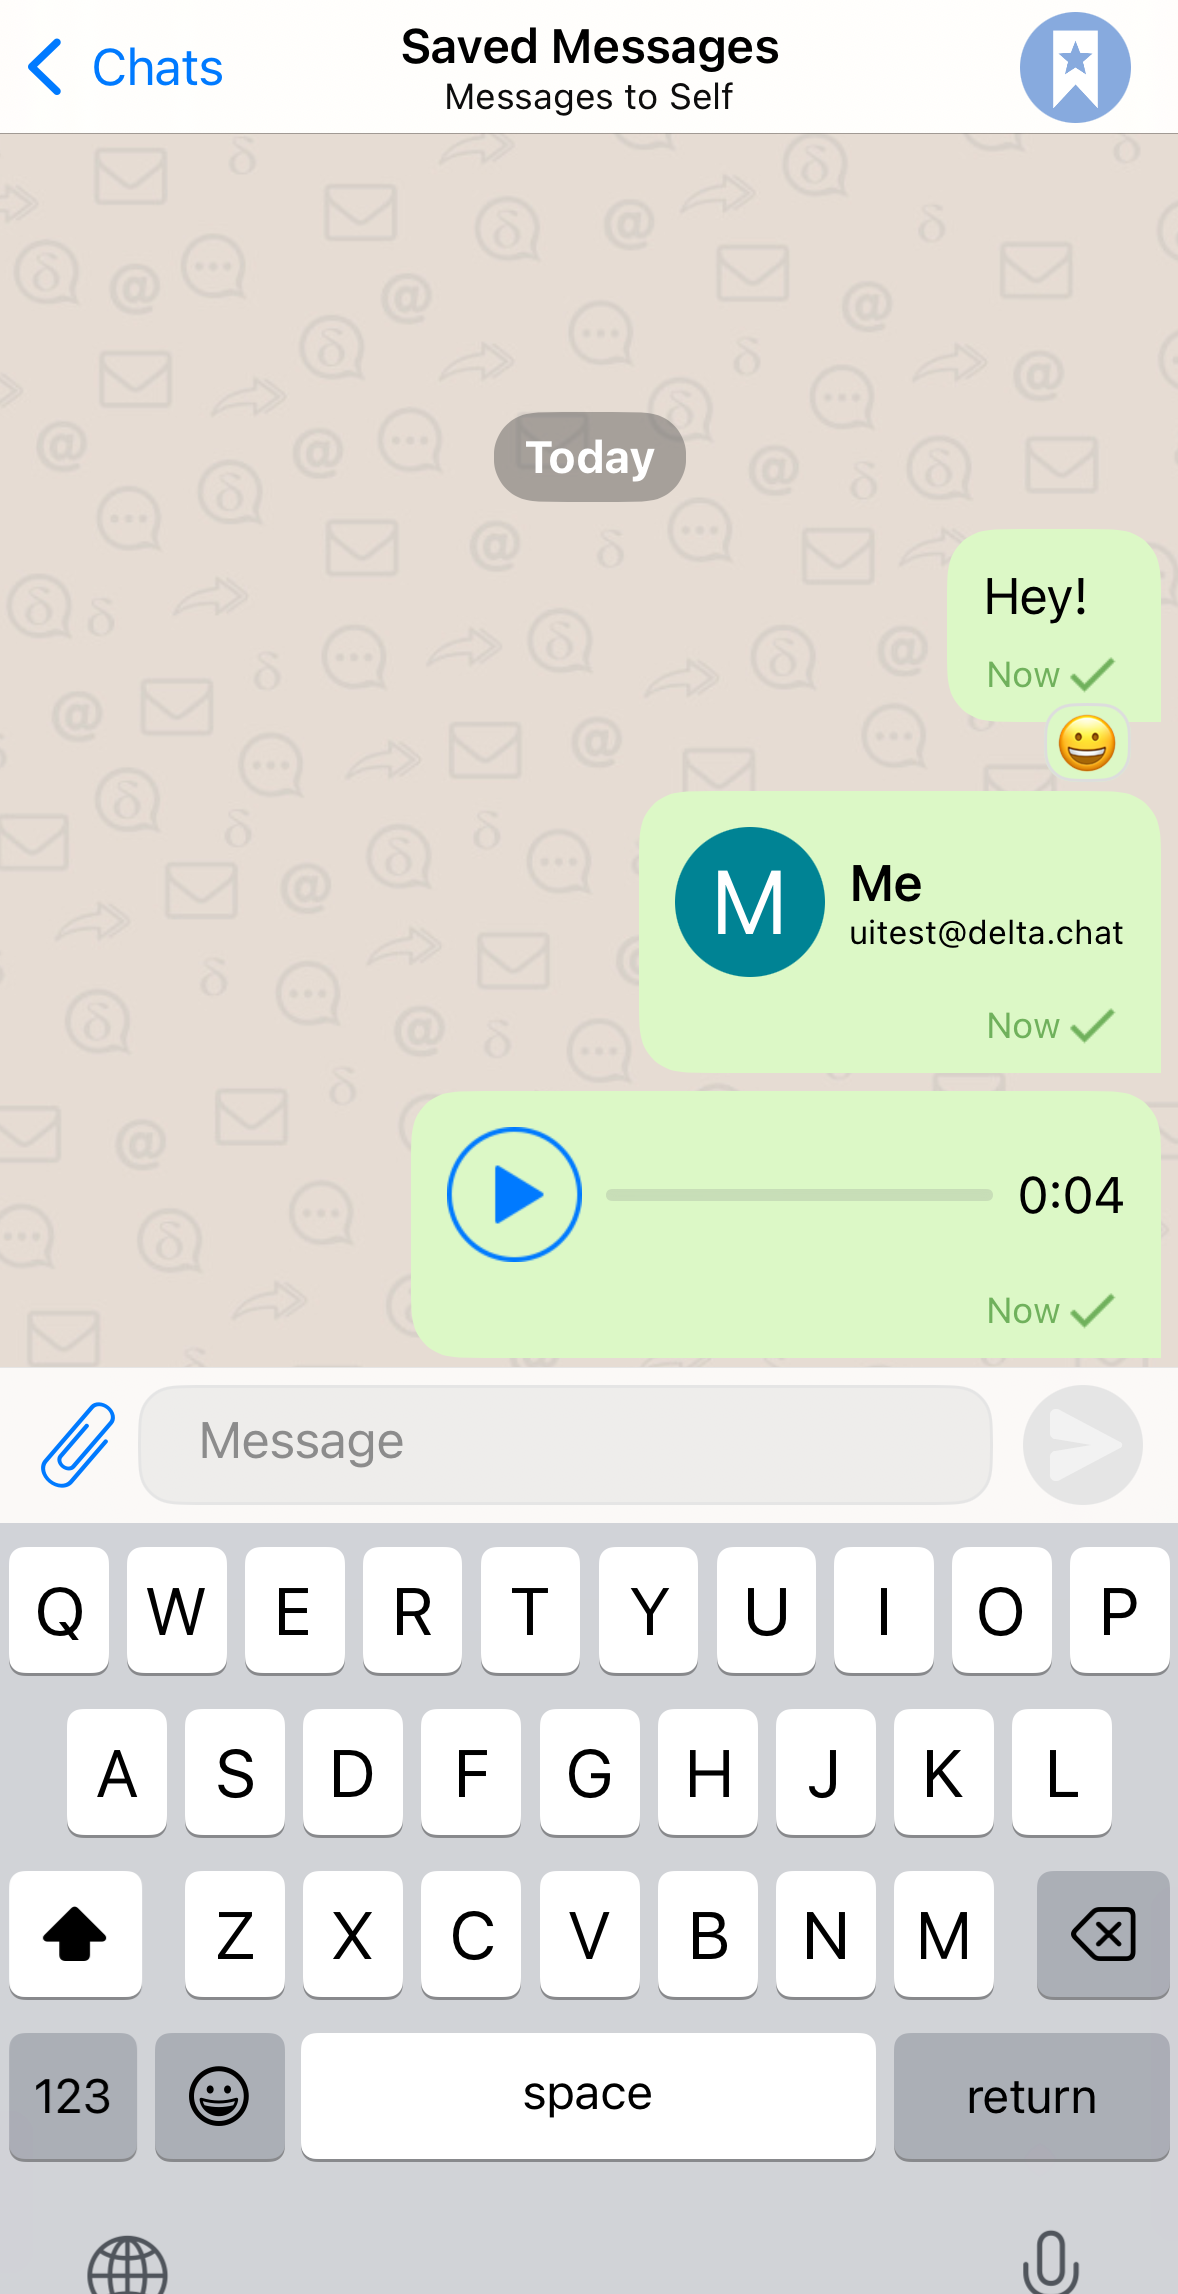 Chats
Saved Messages
Messages to Self
Today
Hey!
Now
M
Me
uitest@delta.chat
Now
0:04
Now
Message
Q W E R T Y U I O P
A S D F G H J K L
Z X C V B N M
123 space return